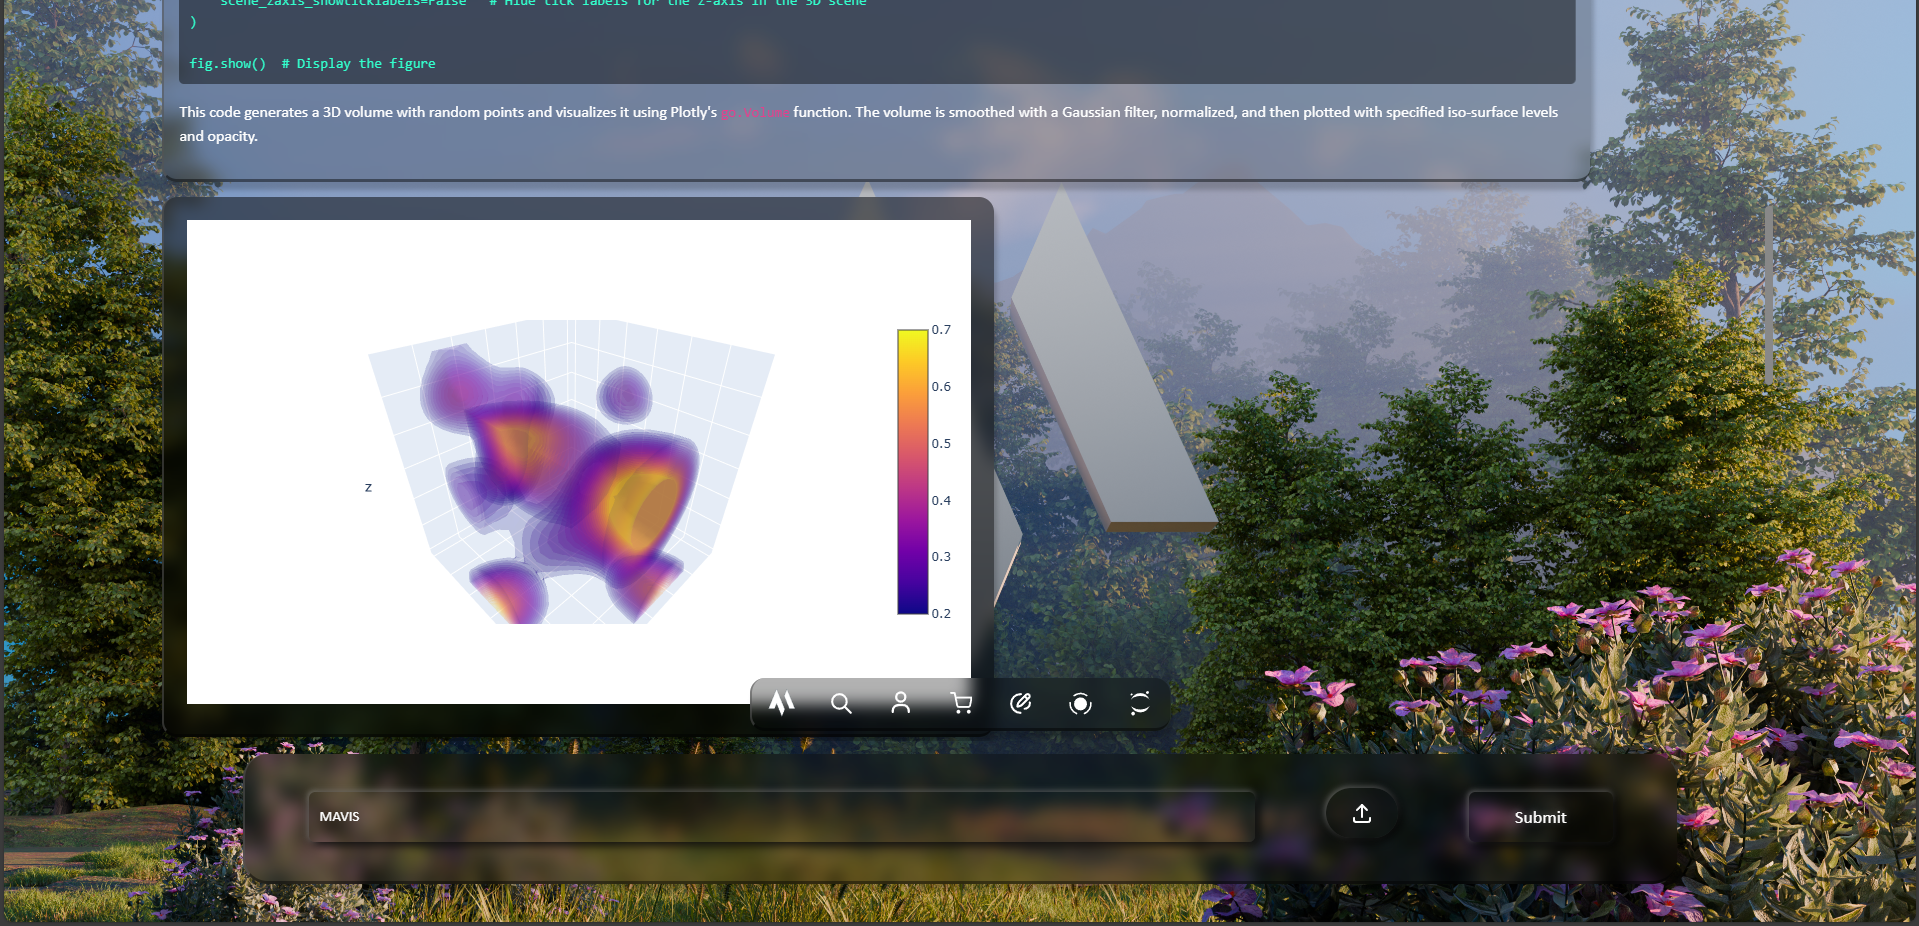 scene_zaxis_showticklabels=False   # Hide tick labels for the z-axis in the 3D scene
)
fig.show()  # Display the figure
This code generates a 3D volume with random points and visualizes it using Plotly's go.Volume function. The volume is smoothed with a Gaussian filter, normalized, and then plotted with specified iso-surface levels
and opacity.
0.7
0.6
0.5
z
0.4
0.3
0.2
MAVIS
Submit